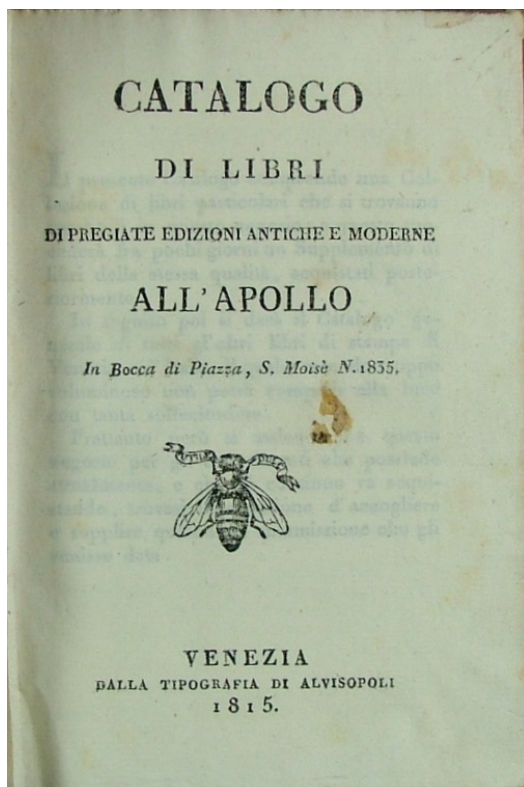 CATALOGO
DI LIBRI
DI PREGIATE EDIZIONI ANTICHE E MODERNE
ALL' APOLLO
In Bocca di Piazza, S. Moisè N. 1835.
VENEZIA
DALLA TIPOGRAFIA DI ALVISOPOLI
1815.